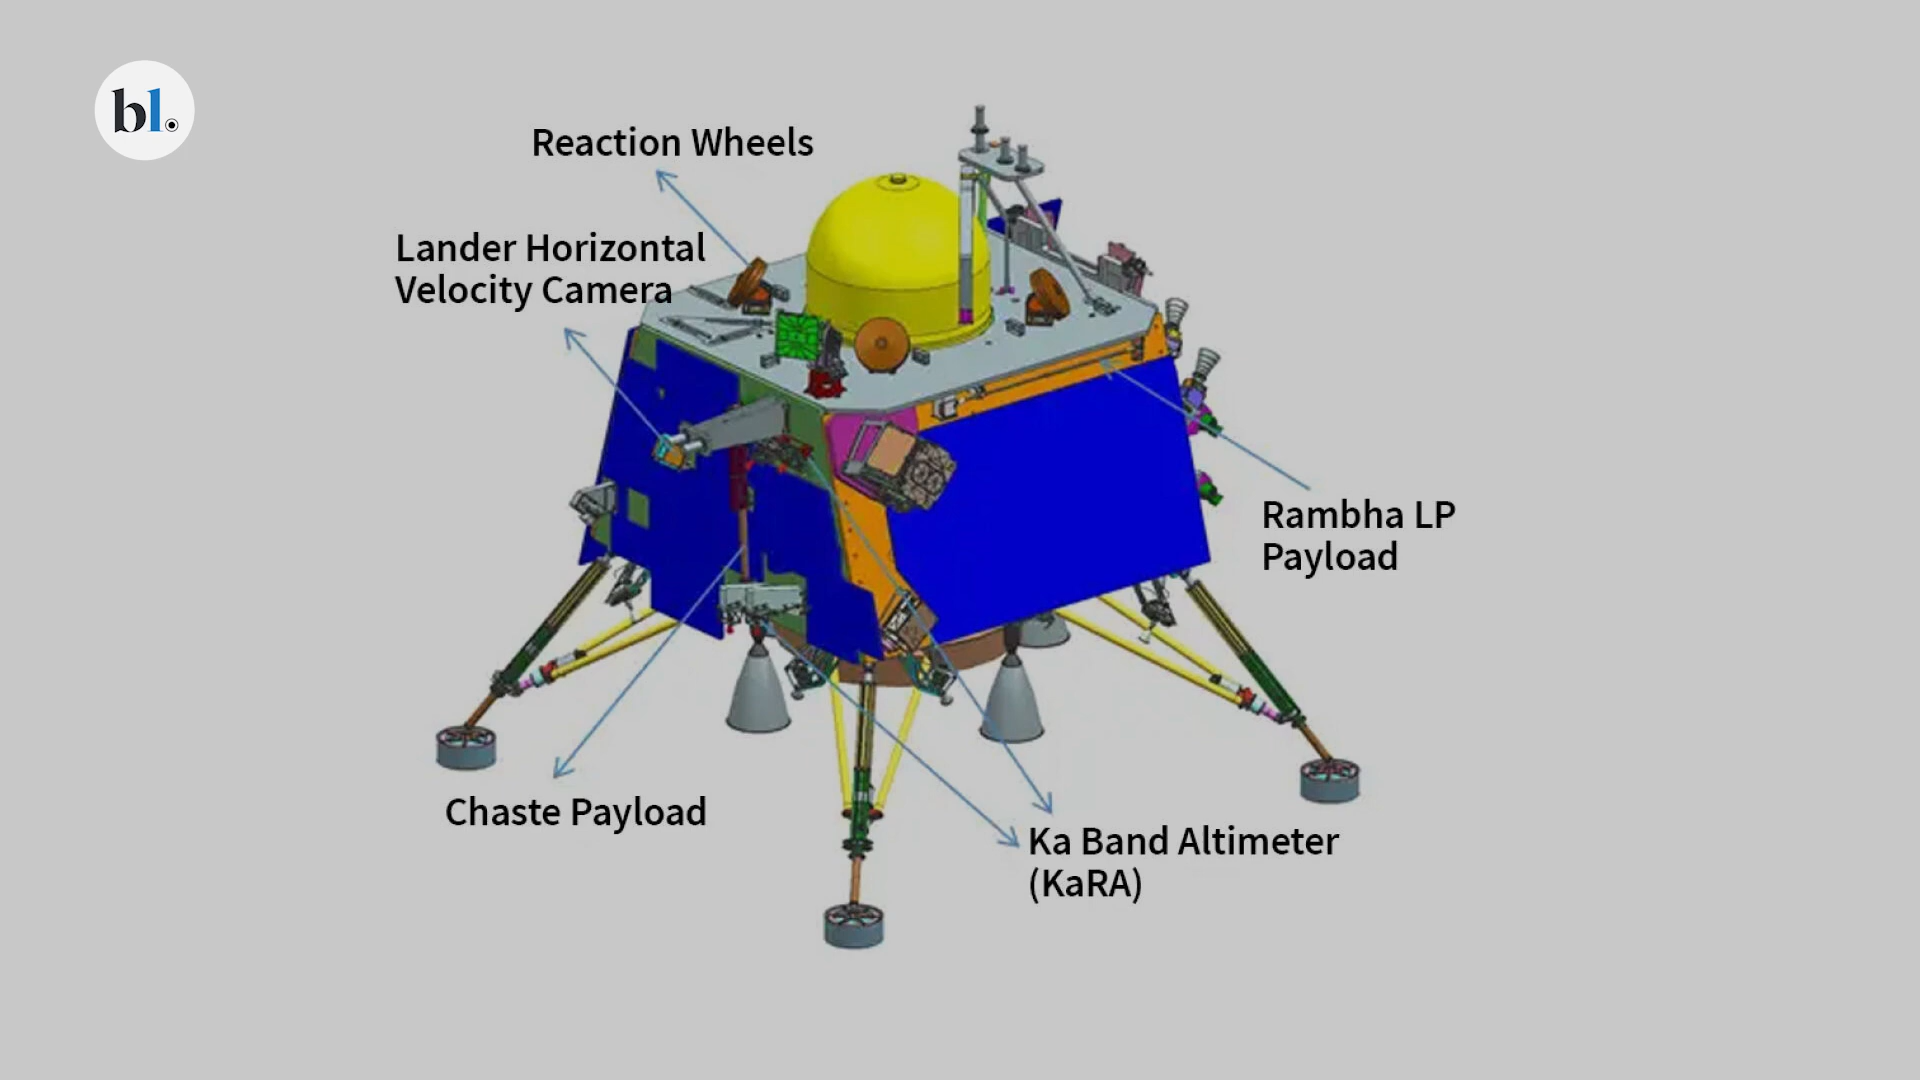 bl.
Reaction Wheels
Lander Horizontal
Velocity Camera
Rambha LP
Payload
Chaste Payload
Ka Band Altimeter
(KaRA)